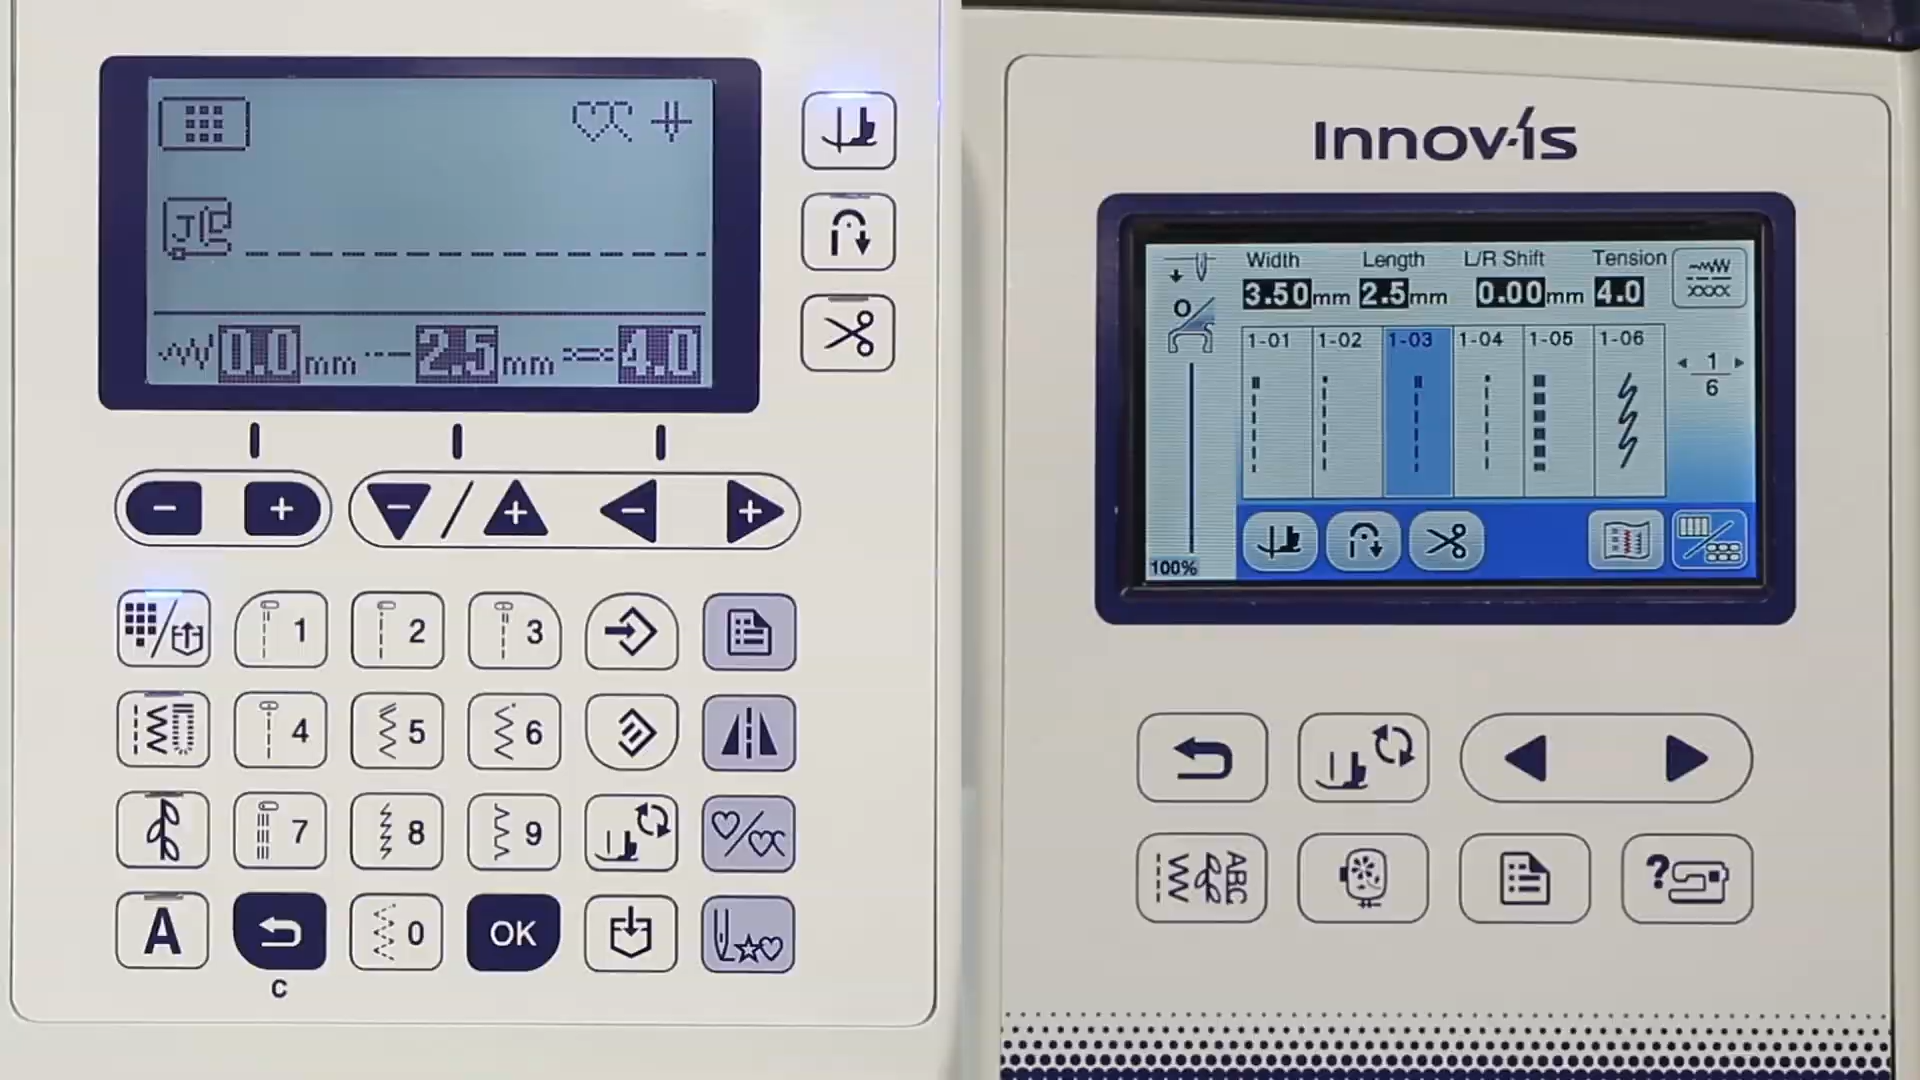 J
0.0mm 2.5mm 4.0
- + - / + - +
1 2 3
4 5 6
7 8 9
A 0 OK
C
Innov-ís
Width Length L/R Shift Tension
3.50mm 2.5mm 0.00mm 4.0
1-01 1-02 1-03 1-04 1-05 1-06
1
6
100%
ABC
?